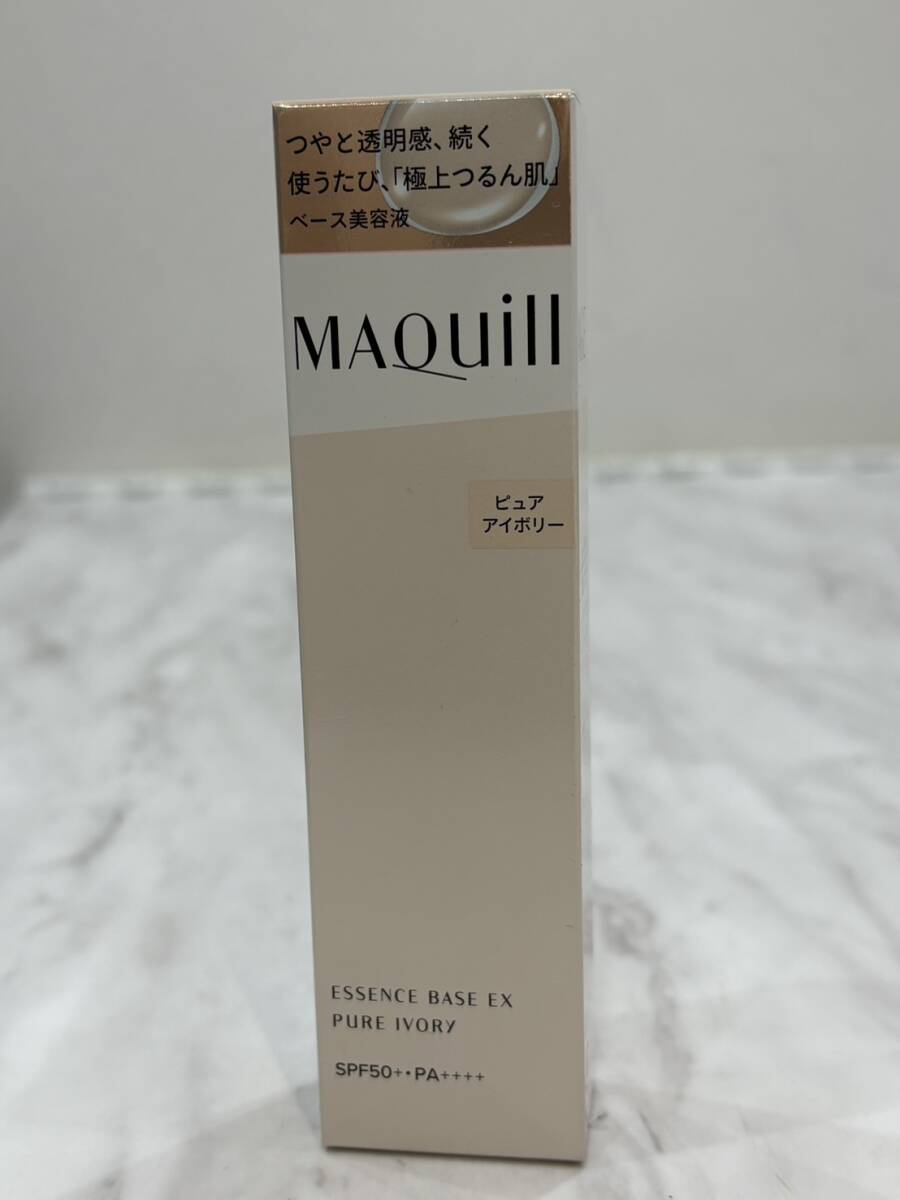 つやと透明感、続く
使うたび、「極上つるん肌」
ベース美容液
MAQuill
ピュア
アイボリー
ESSENCE BASE EX
PURE IVORY
SPF50+・PA++++